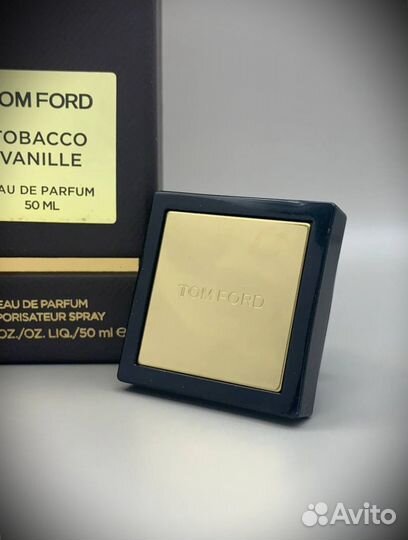 TOM FORD
TOBACCO
VANILLE
EAU DE PARFUM
50 ML
EAU DE PARFUM
VAPORISATEUR SPRAY
OZ./OZ. LIQ./50 ml e
TOM FORD
Avito